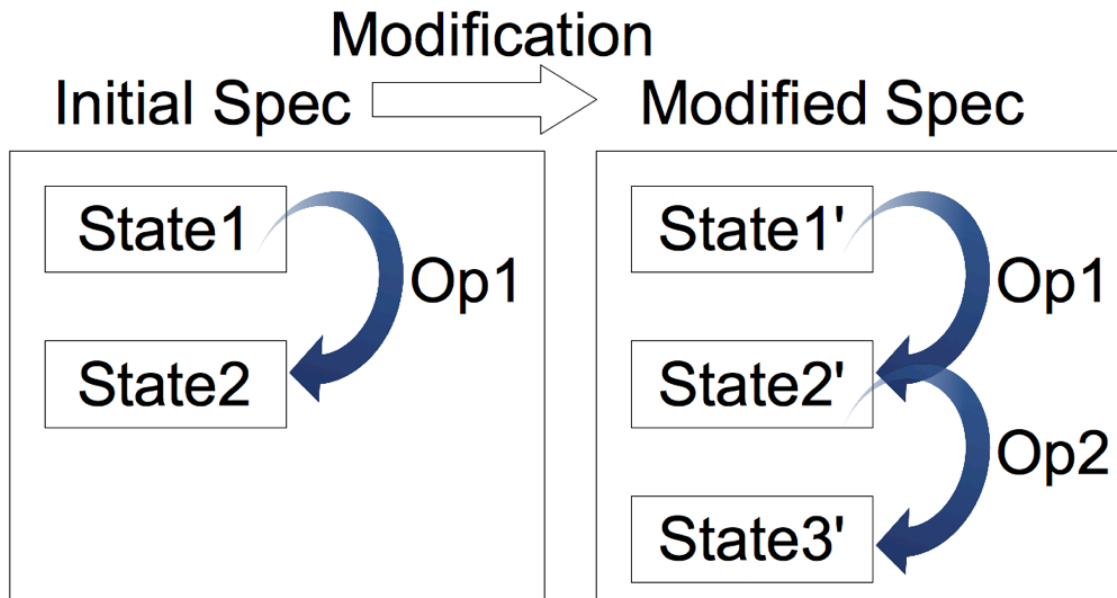 Modification
Initial Spec
Modified Spec
State1
Op1
State2
State1'
Op1
State2'
Op2
State3'